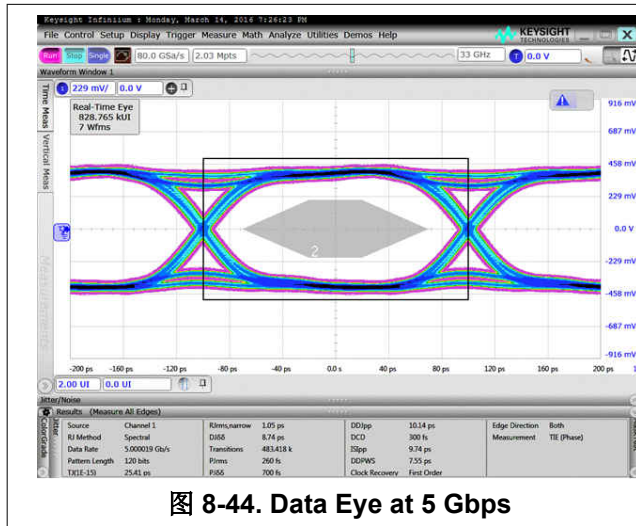 Keysight Infiniium : Monday, March 14, 2016 7:26:23 PM
File Control Setup Display Trigger Measure Math Analyze Utilities Demos Help
KEYSIGHT
TECHNOLOGIES
Run Stop Single 80.0 GSa/s 2.03 Mpts 33 GHz T 0.0 V
Waveform Window 1
1 229 mV/ 0.0 V
Time Meas
Vertical Meas
Measurements
Real-Time Eye
828.765 kUI
7 Wfms
916 mV
687 mV
458 mV
229 mV
0.0 V
-229 mV
-458 mV
-687 mV
-916 mV
2
-200 ps -160 ps -120 ps -80 ps -40 ps 0.0 s 40 ps 80 ps 120 ps 160 ps 200 ps
2.00 UI 0.0 UI
Jitter/Noise
Results (Measure All Edges)
ColorGrade
Jitter
Source Channel 1 RJrms,narrow 1.05 ps DDJpp 10.14 ps Edge Direction Both
RJ Method Spectral DJδδ 8.74 ps DCD 300 fs Measurement TIE (Phase)
Data Rate 5.000019 Gb/s Transitions 483.418 k ISIpp 9.74 ps
Pattern Length 120 bits PJrms 260 fs DDPWS 7.55 ps
TJ(1E-15) 25.41 ps PJδδ 700 fs Clock Recovery First Order
图 8-44. Data Eye at 5 Gbps